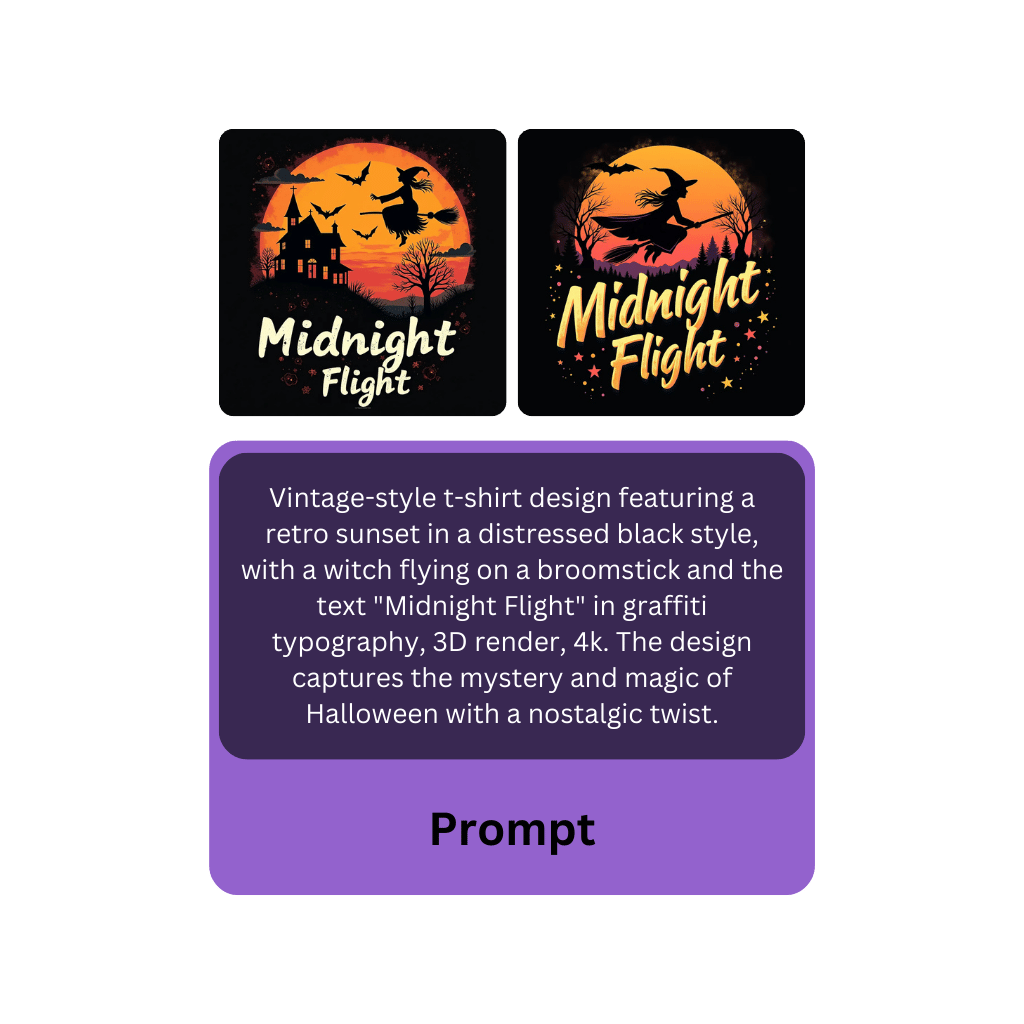 Midnight
Flight
Midnight
Flight
Vintage-style t-shirt design featuring a
retro sunset in a distressed black style,
with a witch flying on a broomstick and the
text "Midnight Flight" in graffiti
typography, 3D render, 4k. The design
captures the mystery and magic of
Halloween with a nostalgic twist.
Prompt